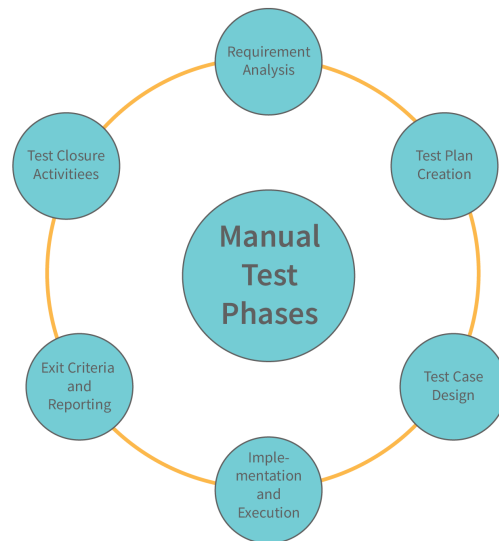 Requirement
Analysis
Test Plan
Creation
Test Case
Design
Imple-
mentation
and
Execution
Exit Criteria
and
Reporting
Test Closure
Activitiees
Manual
Test
Phases